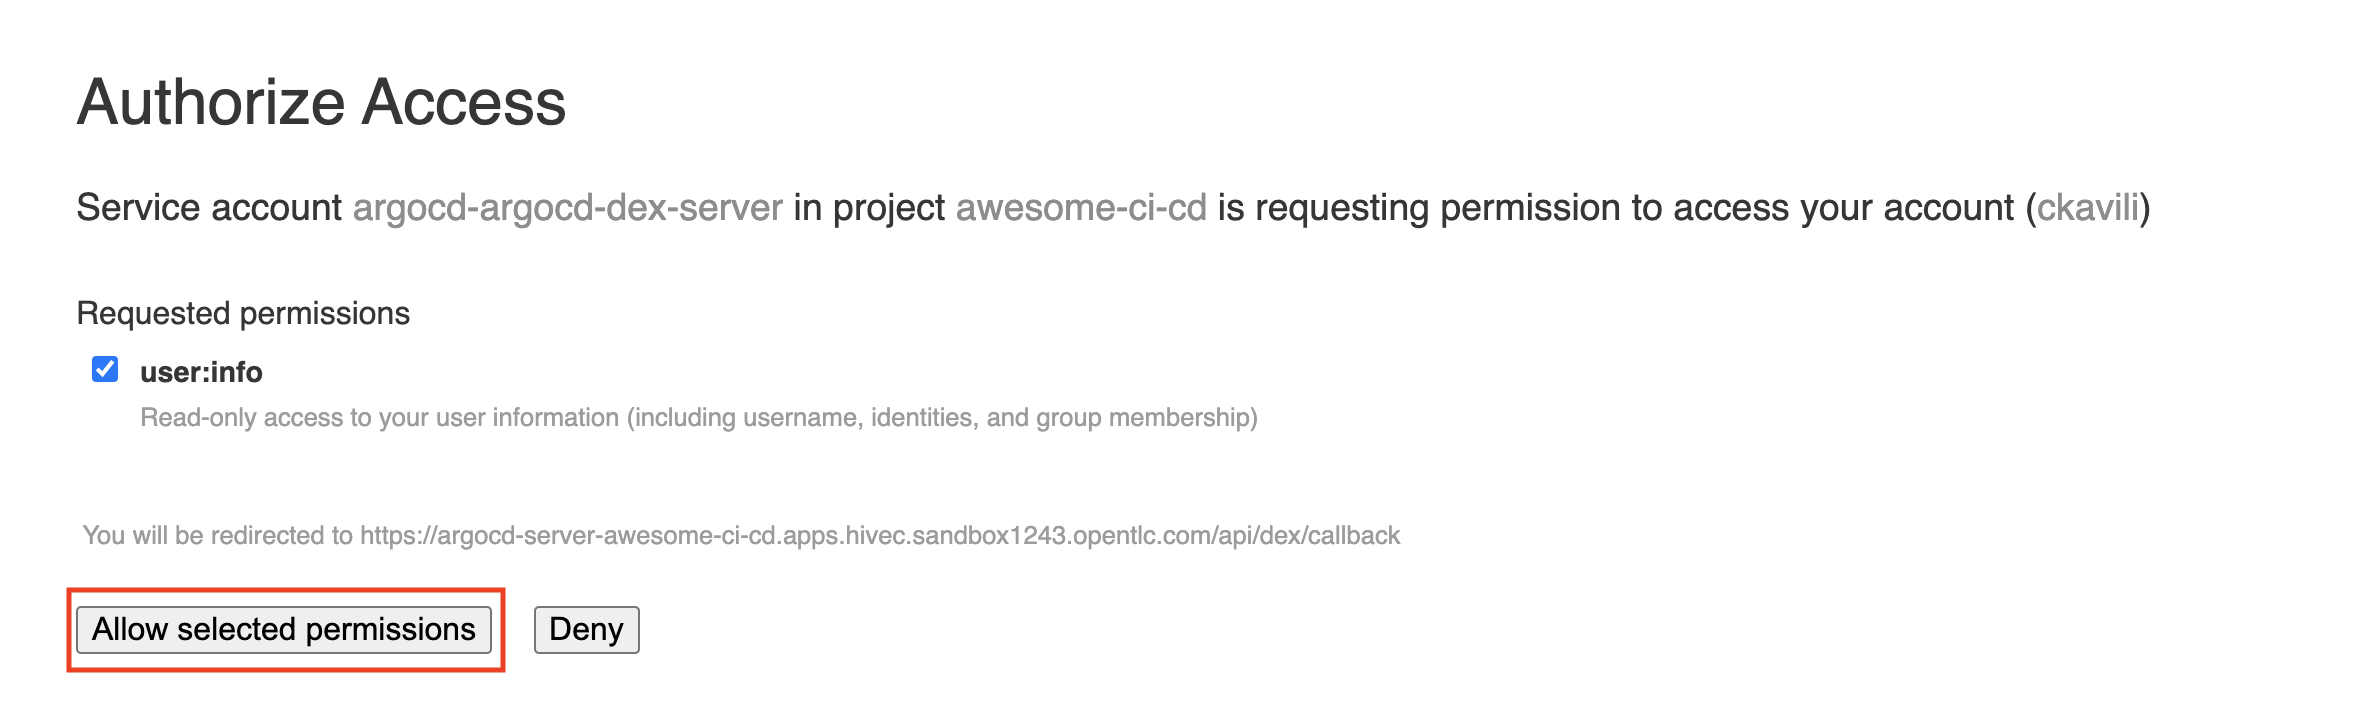 Authorize Access
Service account argocd-argocd-dex-server in project awesome-ci-cd is requesting permission to access your account (ckavili)
Requested permissions
user:info
Read-only access to your user information (including username, identities, and group membership)
You will be redirected to https://argocd-server-awesome-ci-cd.apps.hivec.sandbox1243.opentlc.com/api/dex/callback
Allow selected permissions Deny